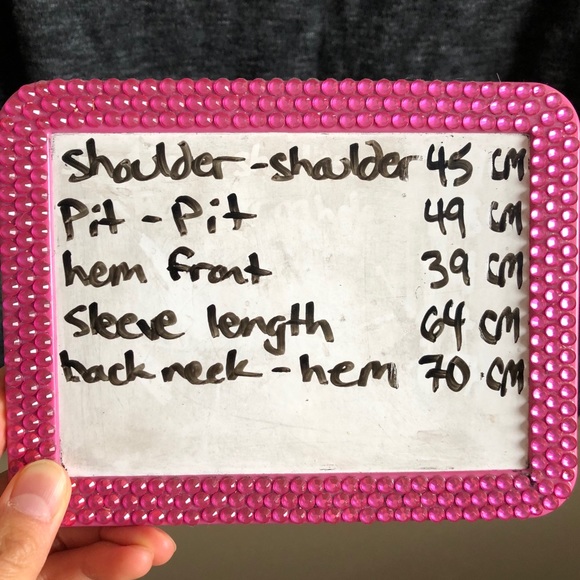 shoulder - shoulder 45 cm
Pit - Pit 49 cm
hem front 39 cm
sleeve length 64 cm
back neck - hem 70 cm